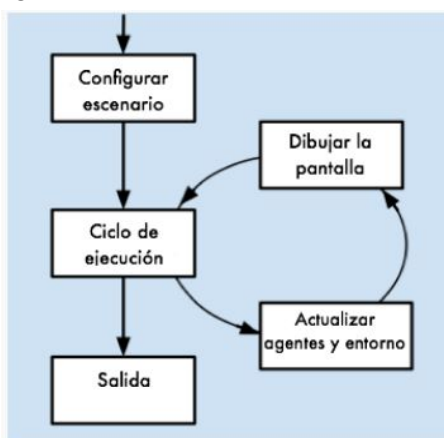 Configurar
escenario
Dibujar la
pantalla
Ciclo de
ejecución
Actualizar
agentes y entorno
Salida